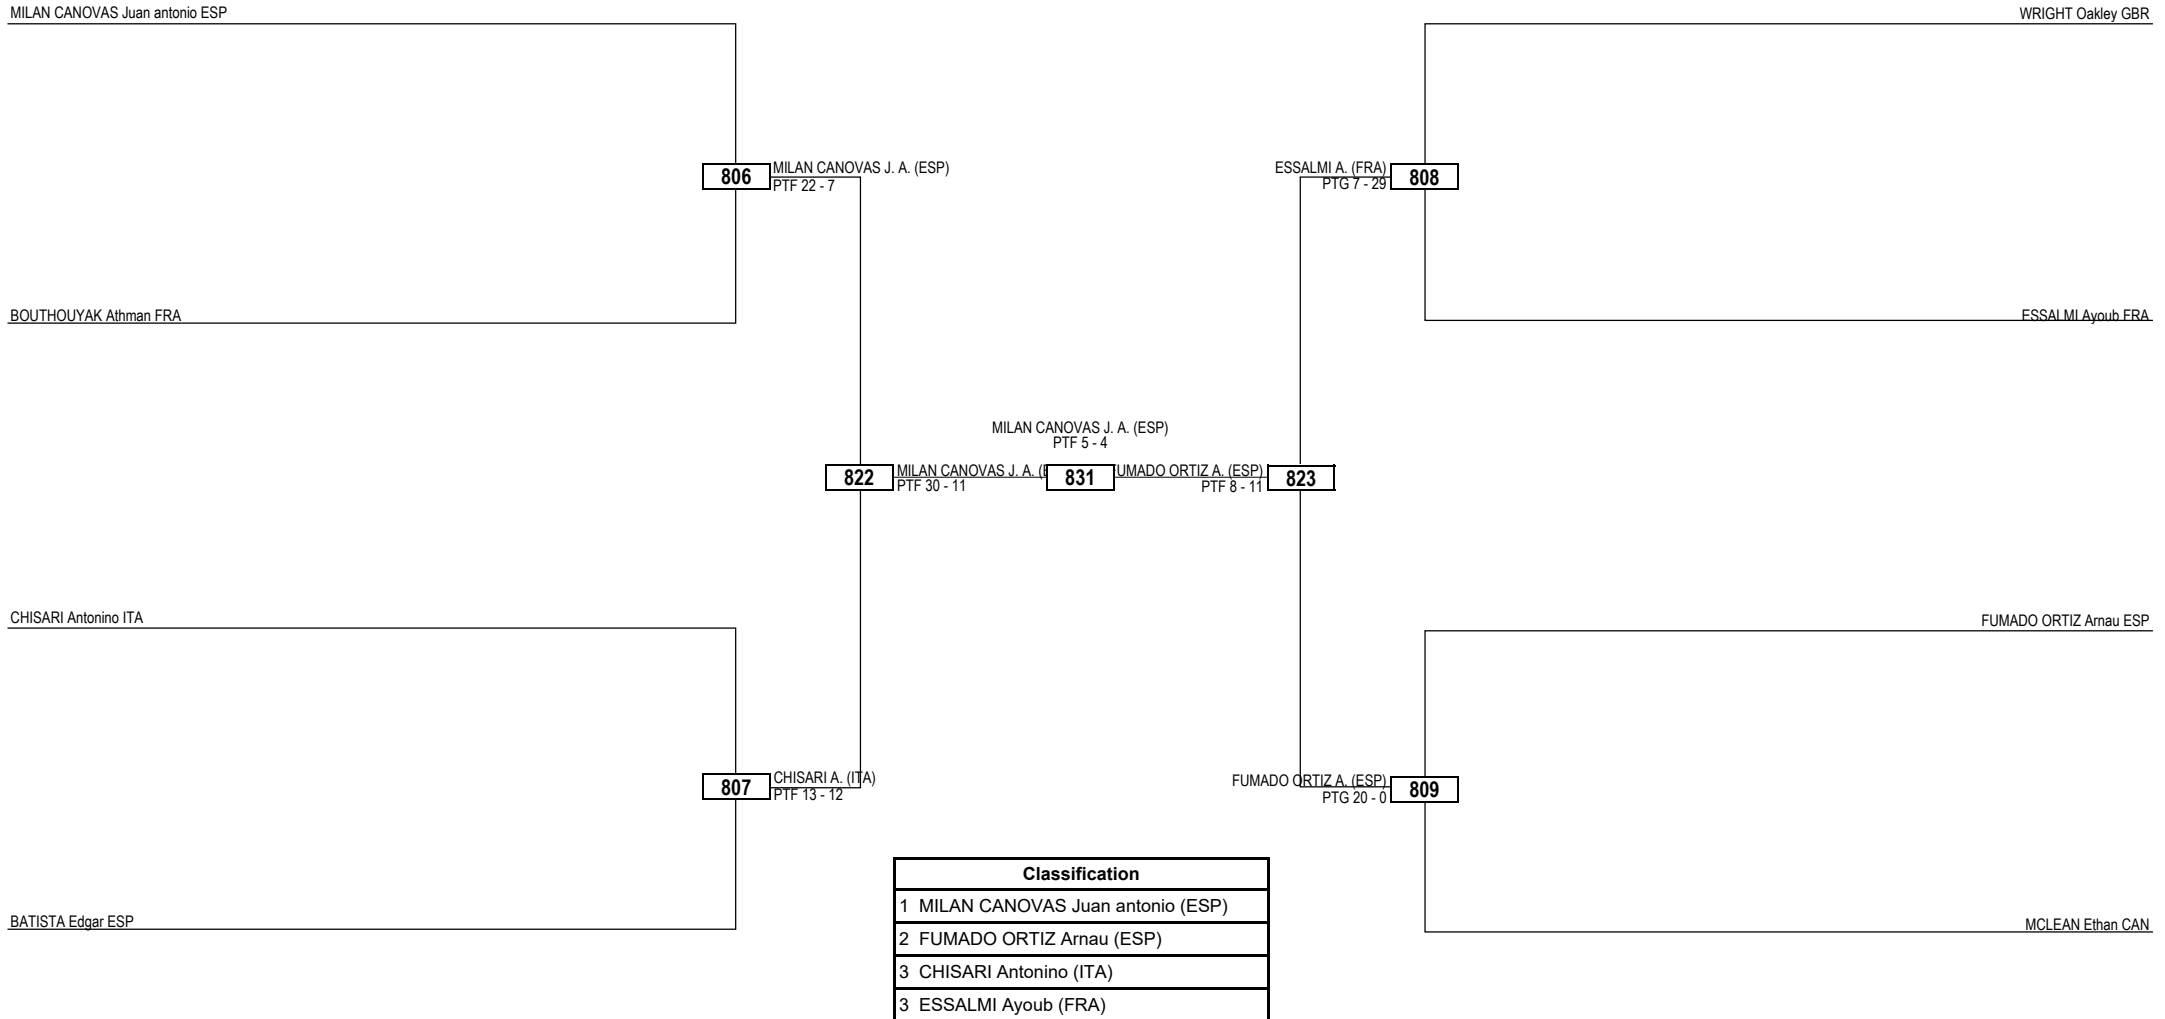 MILAN CANOVAS Juan antonio ESP
WRIGHT Oakley GBR
806
MILAN CANOVAS J. A. (ESP)
PTF 22 - 7
ESSALMI A. (FRA)
PTG 7 - 29
808
BOUTHOUYAK Athman FRA
ESSALMI Ayoub FRA
MILAN CANOVAS J. A. (ESP)
PTF 5 - 4
822
MILAN CANOVAS J. A. (E
PTF 30 - 11
831
UMADO ORTIZ A. (ESP)
PTF 8 - 11
823
CHISARI Antonino ITA
FUMADO ORTIZ Arnau ESP
807
CHISARI A. (ITA)
PTF 13 - 12
FUMADO ORTIZ A. (ESP)
PTG 20 - 0
809
BATISTA Edgar ESP
MCLEAN Ethan CAN
Classification
1 MILAN CANOVAS Juan antonio (ESP)
2 FUMADO ORTIZ Arnau (ESP)
3 CHISARI Antonino (ITA)
3 ESSALMI Ayoub (FRA)